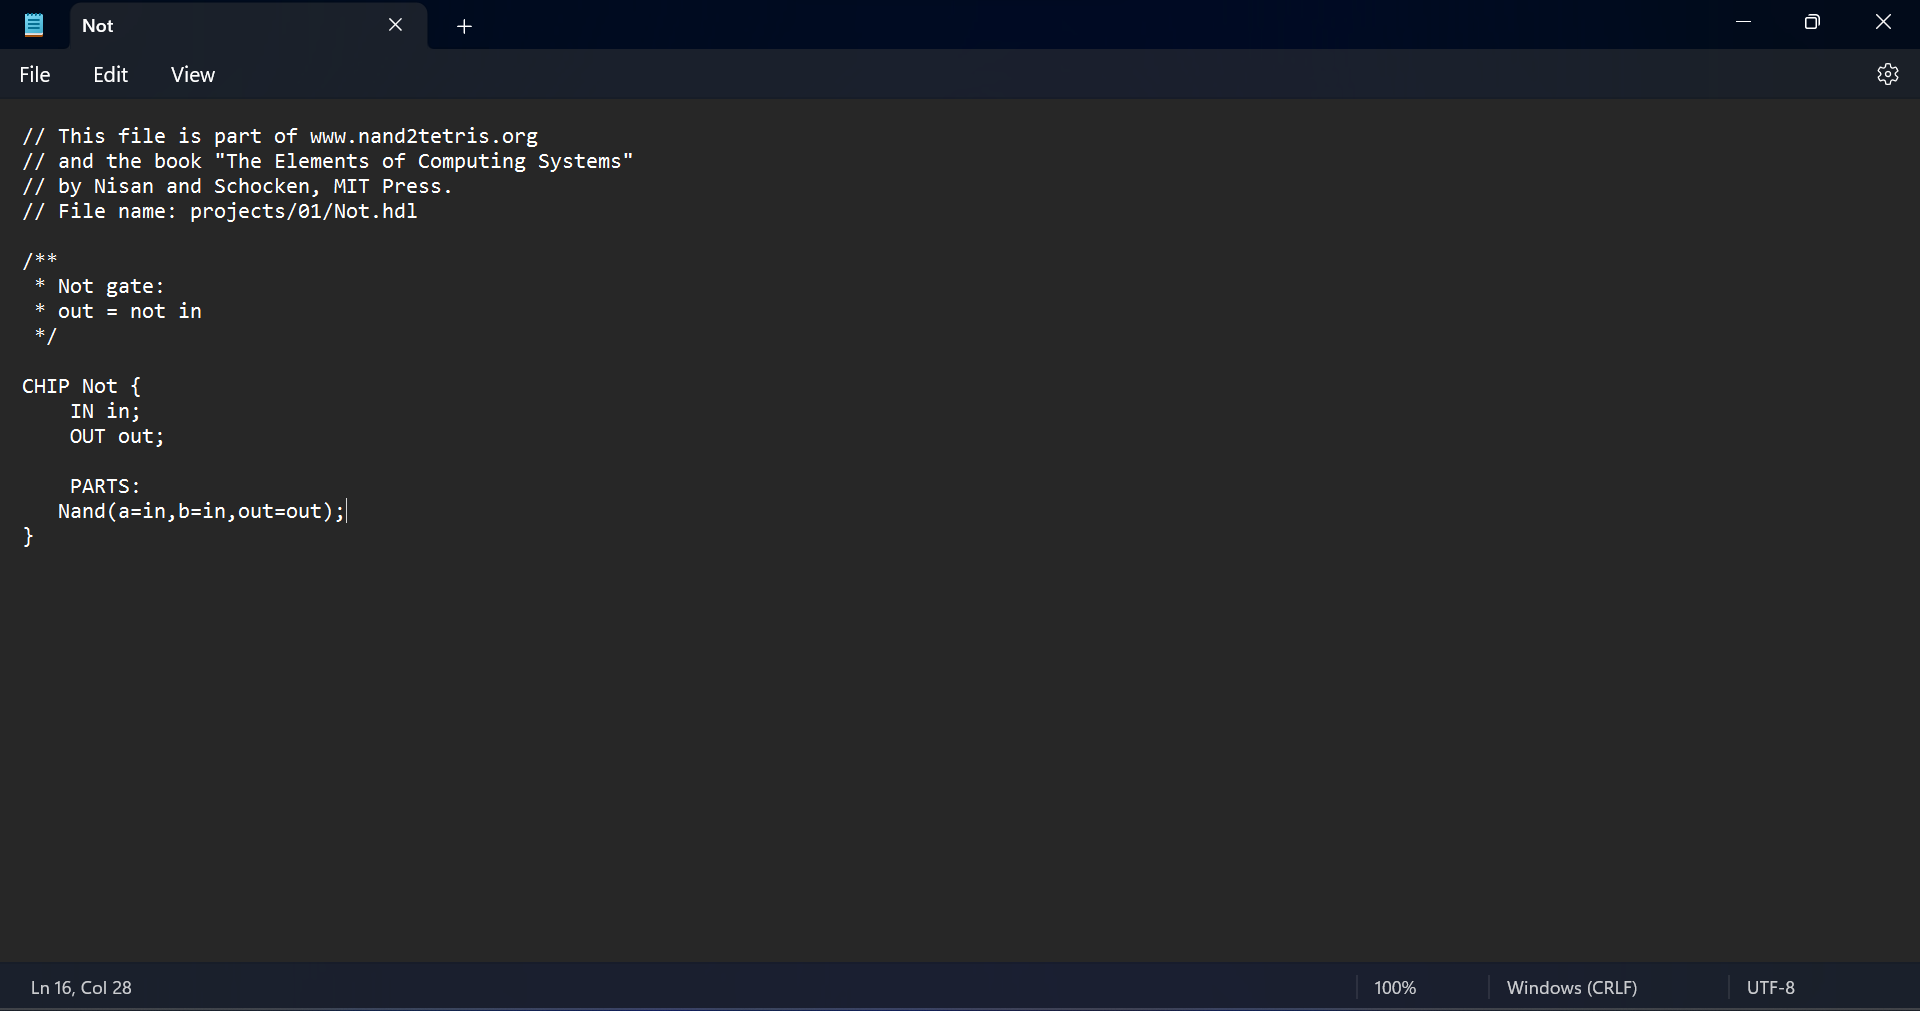 Not
File Edit View
// This file is part of www.nand2tetris.org
// and the book "The Elements of Computing Systems"
// by Nisan and Schocken, MIT Press.
// File name: projects/01/Not.hdl
/**
 * Not gate:
 * out = not in
 */
CHIP Not {
    IN in;
    OUT out;
    PARTS:
   Nand(a=in,b=in,out=out);
}
Ln 16, Col 28 100% Windows (CRLF) UTF-8